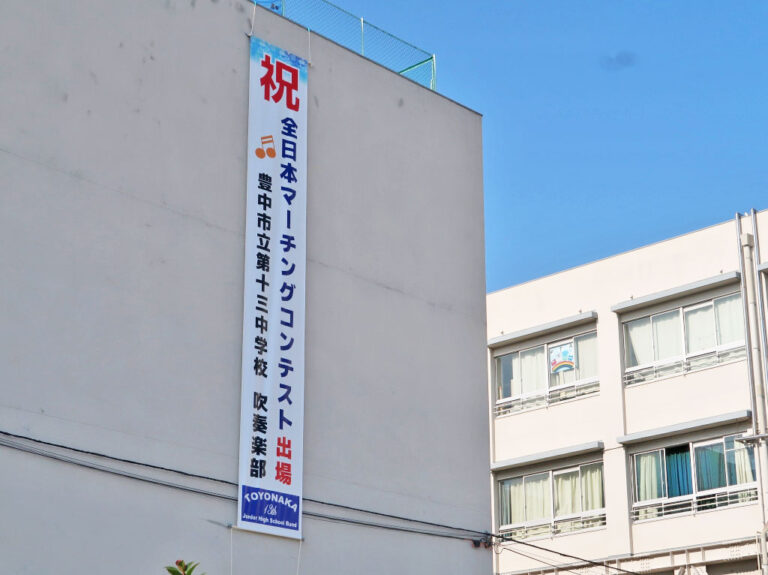 祝
全日本マーチングコンテスト出場
豊中市立第十三中学校 吹奏楽部
TOYONAKA
13th
Junior High School Band